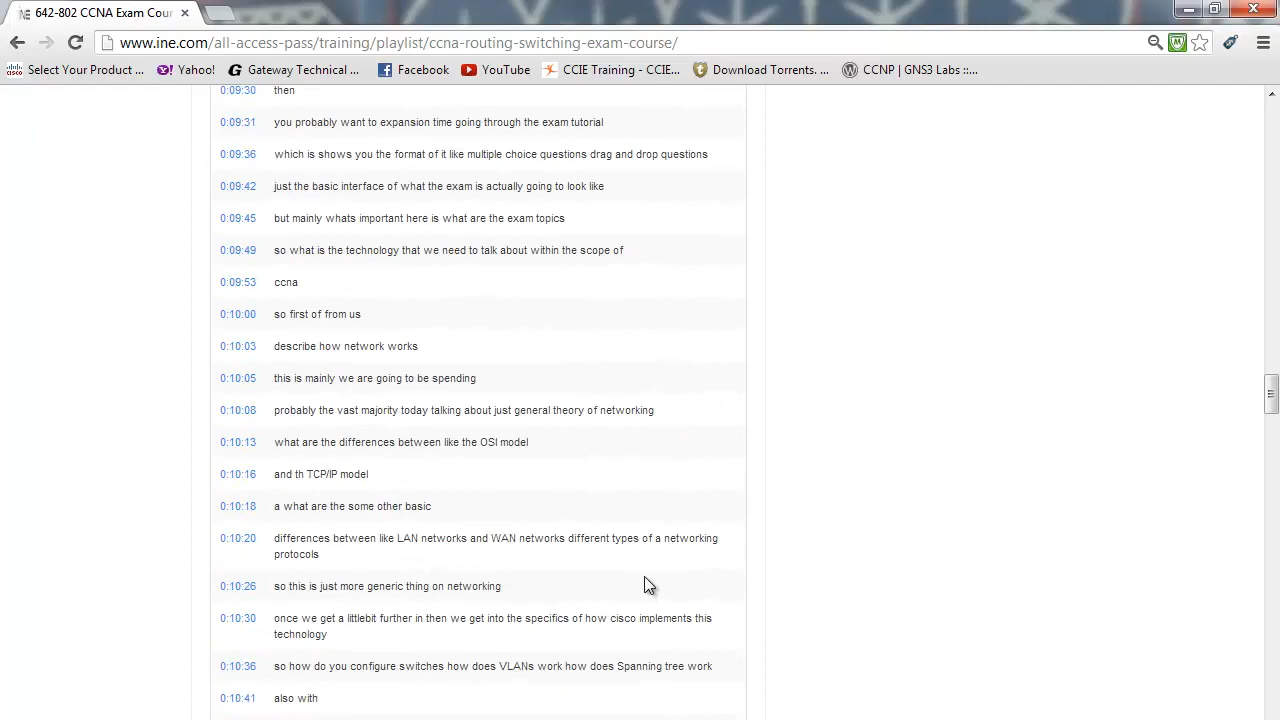 642-802 CCNA Exam Cour
www.ine.com/all-access-pass/training/playlist/ccna-routing-switching-exam-course/
Select Your Product ... Yahoo! Gateway Technical ... Facebook YouTube CCIE Training - CCIE... Download Torrents. ... CCNP | GNS3 Labs ::...
0:09:30 then
0:09:31 you probably want to expansion time going through the exam tutorial
0:09:36 which is shows you the format of it like multiple choice questions drag and drop questions
0:09:42 just the basic interface of what the exam is actually going to look like
0:09:45 but mainly whats important here is what are the exam topics
0:09:49 so what is the technology that we need to talk about within the scope of
0:09:53 ccna
0:10:00 so first of from us
0:10:03 describe how network works
0:10:05 this is mainly we are going to be spending
0:10:08 probably the vast majority today talking about just general theory of networking
0:10:13 what are the differences between like the OSI model
0:10:16 and th TCP/IP model
0:10:18 a what are the some other basic
0:10:20 differences between like LAN networks and WAN networks different types of a networking
protocols
0:10:26 so this is just more generic thing on networking
0:10:30 once we get a littlebit further in then we get into the specifics of how cisco implements this
technology
0:10:36 so how do you configure switches how does VLANs work how does Spanning tree work
0:10:41 also with